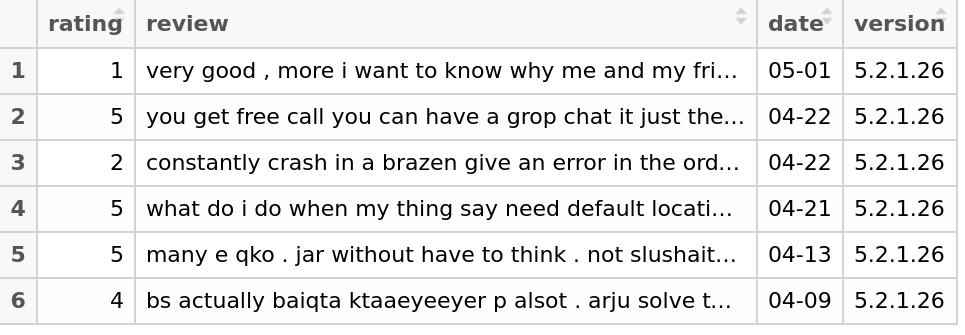 rating review date version
1 1 very good , more i want to know why me and my fri... 05-01 5.2.1.26
2 5 you get free call you can have a grop chat it just the... 04-22 5.2.1.26
3 2 constantly crash in a brazen give an error in the ord... 04-22 5.2.1.26
4 5 what do i do when my thing say need default locati... 04-21 5.2.1.26
5 5 many e qko . jar without have to think . not slushait... 04-13 5.2.1.26
6 4 bs actually baiqta ktaaeyeeyer p alsot . arju solve t... 04-09 5.2.1.26